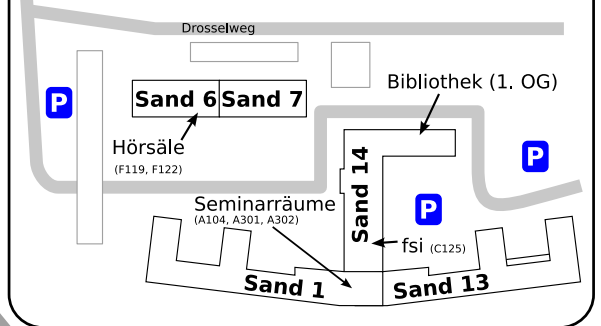 Drosselweg
Bibliothek (1. OG)
P
Sand 6
Sand 7
Hörsäle
(F119, F122)
P
Sand 14
Seminarräume
(A104, A301, A302)
P
fsi (C125)
Sand 1
Sand 13